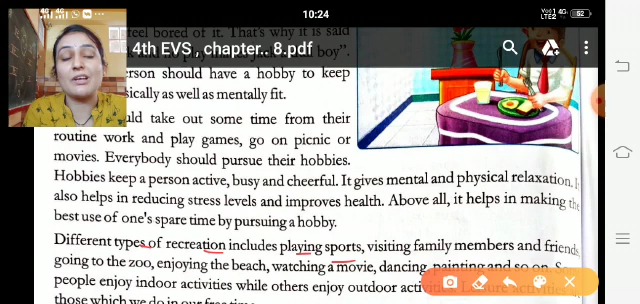 10:24
Vo) 4G
LTE2
52
4th EVS , chapter.. 8.pdf
feel bored of it. That's why it is said
boy".
erson should have a hobby to keep
sically as well as mentally fit.
uld take out some time from their
routine work and play games, go on picnic or
movies. Everybody should pursue their hobbies.
Hobbies keep a person active, busy and cheerful. It gives mental and physical relaxation.
also helps in reducing stress levels and improves health. Above all, it helps in making the
best use of one's spare time by pursuing a hobby.
Different types of recreation includes playing sports, visiting family members and friends
going to the zoo, enjoying the beach, watching a movie, dancing, painting and so on.
people enjoy indoor activities while others enjoy outdoor
those which we do in our free